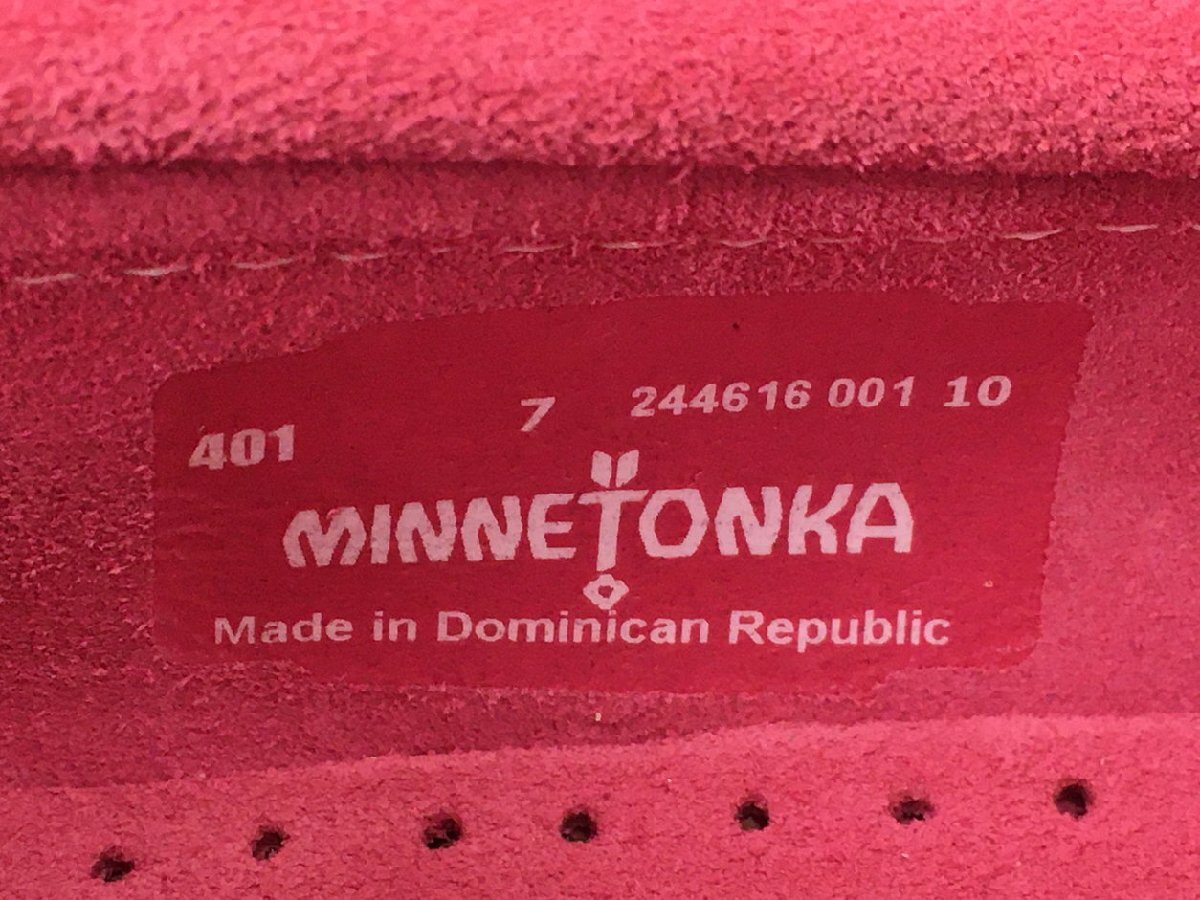 401 7 244616 001 10
MINNETONKA
Made in Dominican Republic